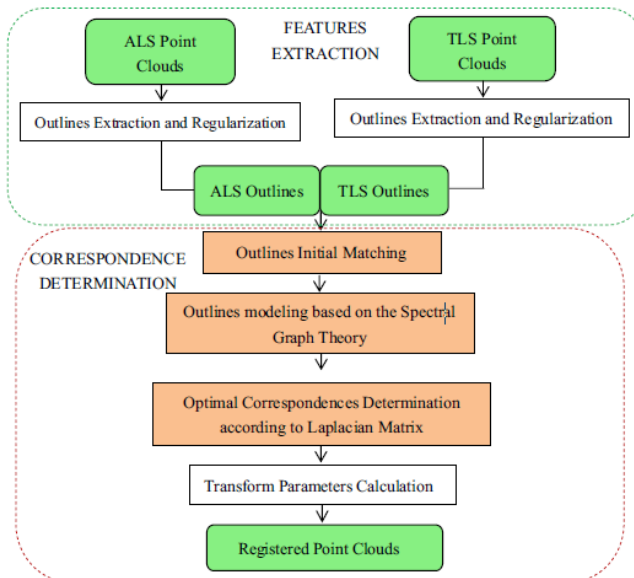 FEATURES
EXTRACTION
ALS Point
Clouds
TLS Point
Clouds
Outlines Extraction and Regularization
Outlines Extraction and Regularization
ALS Outlines
TLS Outlines
CORRESPONDENCE
DETERMINATION
Outlines Initial Matching
Outlines modeling based on the Spectral
Graph Theory
Optimal Correspondences Determination
according to Laplacian Matrix
Transform Parameters Calculation
Registered Point Clouds